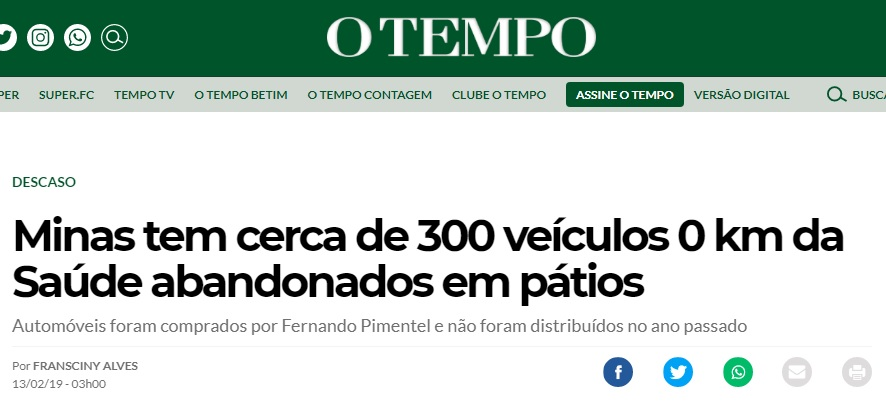 O TEMPO
PER SUPER.FC TEMPO TV O TEMPO BETIM O TEMPO CONTAGEM CLUBE O TEMPO ASSINE O TEMPO VERSÃO DIGITAL BUSCA
DESCASO
Minas tem cerca de 300 veículos 0 km da
Saúde abandonados em pátios
Automóveis foram comprados por Fernando Pimentel e não foram distribuídos no ano passado
Por FRANSCINY ALVES
13/02/19 - 03h00